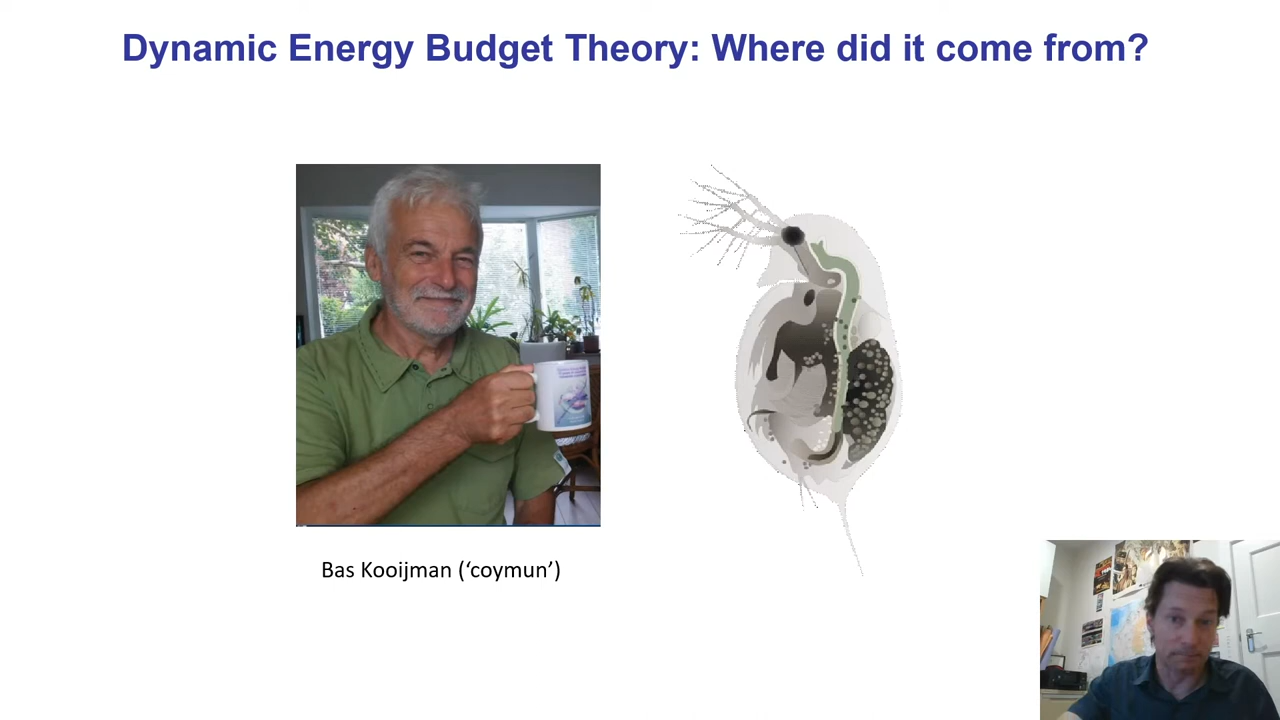 Dynamic Energy Budget Theory: Where did it come from?
Bas Kooijman (‘coymun’)